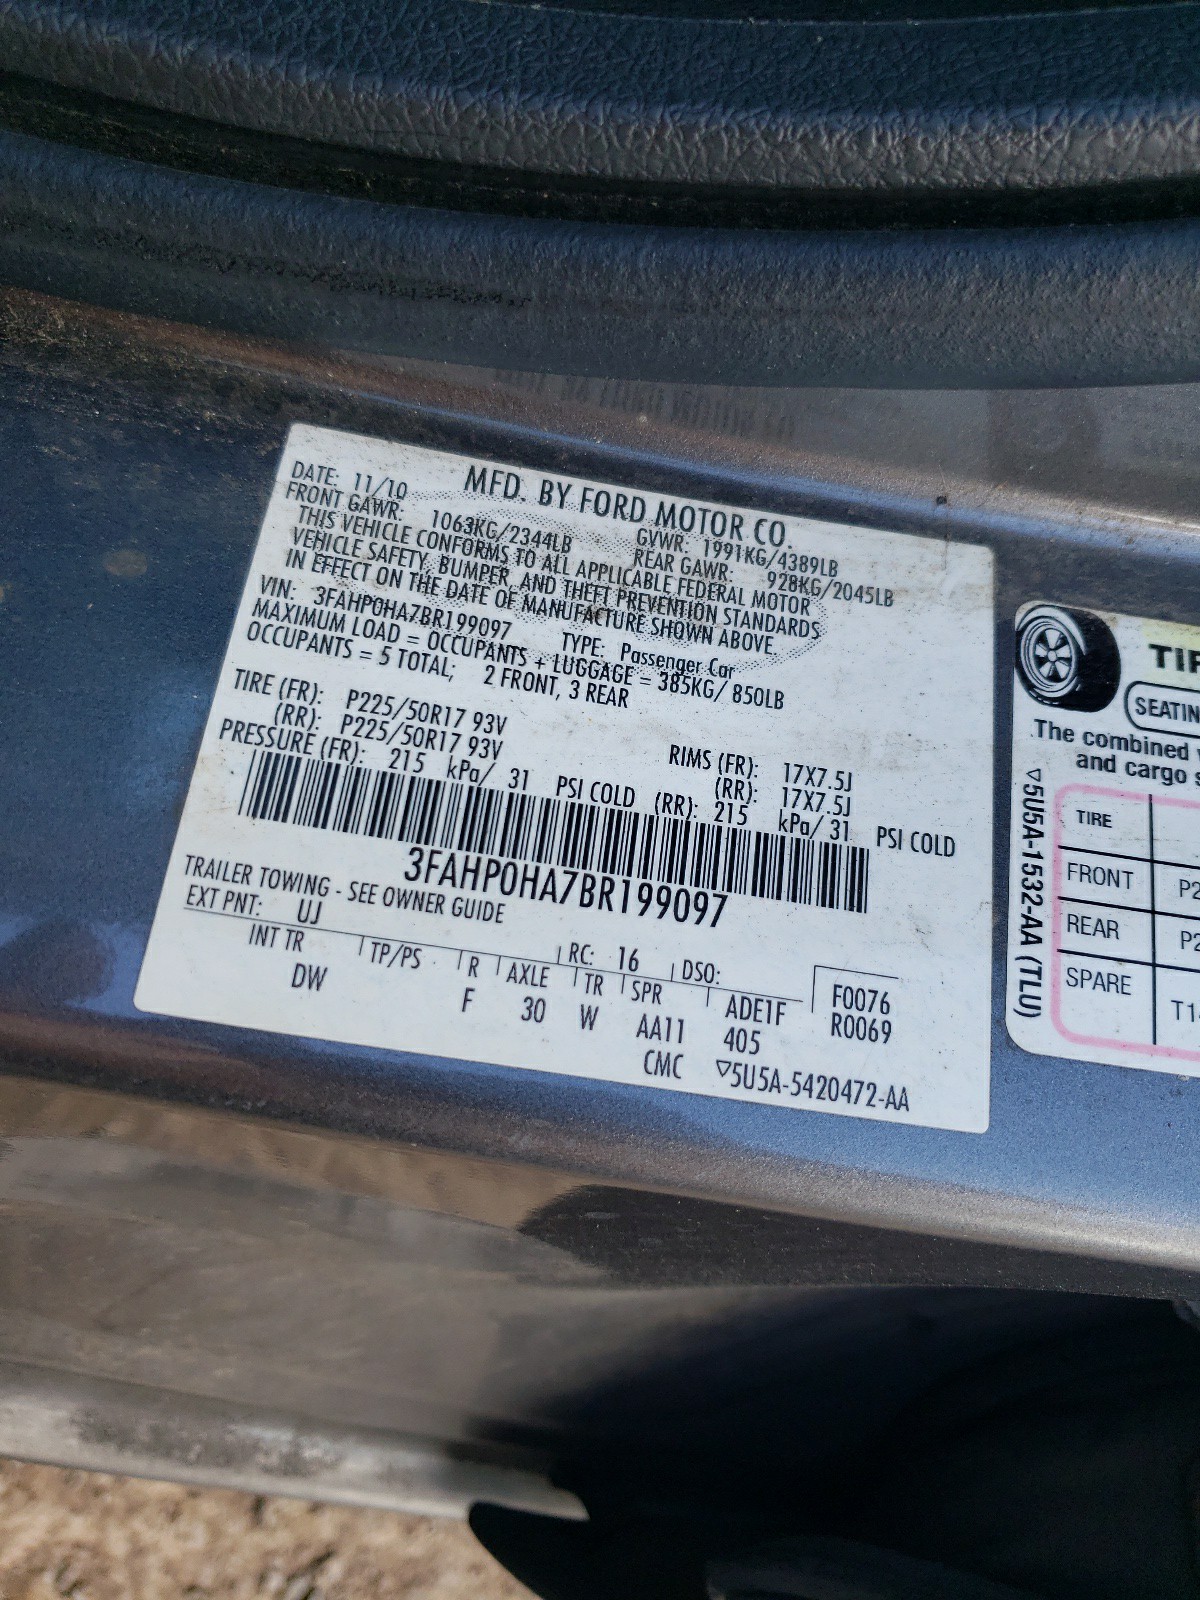 MFD. BY FORD MOTOR CO.
DATE: 11/10 GVWR: 1991KG/4389LB
FRONT GAWR: 1063KG/2344LB REAR GAWR: 928KG/2045LB
THIS VEHICLE CONFORMS TO ALL APPLICABLE FEDERAL MOTOR
VEHICLE SAFETY, BUMPER, AND THEFT PREVENTION STANDARDS
IN EFFECT ON THE DATE OF MANUFACTURE SHOWN ABOVE.
VIN: 3FAHP0HA7BR199097 TYPE: Passenger Car
MAXIMUM LOAD = OCCUPANTS + LUGGAGE = 385KG/ 850LB
OCCUPANTS = 5 TOTAL; 2 FRONT, 3 REAR
TIRE (FR): P225/50R17 93V RIMS (FR): 17X7.5J
(RR): P225/50R17 93V (RR): 17X7.5J
PRESSURE (FR): 215 kPa/ 31 PSI COLD (RR): 215 kPa/ 31 PSI COLD
3FAHP0HA7BR199097
TRAILER TOWING - SEE OWNER GUIDE
EXT PNT: UJ RC: 16 DSO: F0076
INT TR TP/PS R AXLE TR SPR ADE1F R0069
DW F 30 W AA11 405
CMC ▽5U5A-5420472-AA
SEATIN
The combined
and cargo
TIRE
FRONT P2
REAR P2
SPARE T1
▽5U5A-1532-AA (TLU)